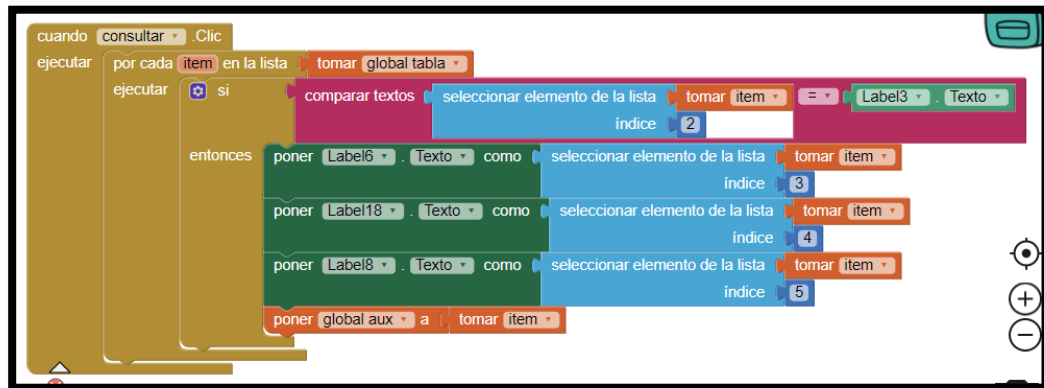 cuando consultar .Clic
ejecutar por cada item en la lista tomar global tabla
ejecutar si comparar textos seleccionar elemento de la lista tomar item = Label3 . Texto
índice 2
entonces poner Label6 . Texto como seleccionar elemento de la lista tomar item
índice 3
poner Label18 . Texto como seleccionar elemento de la lista tomar item
índice 4
poner Label8 . Texto como seleccionar elemento de la lista tomar item
índice 5
poner global aux a tomar item